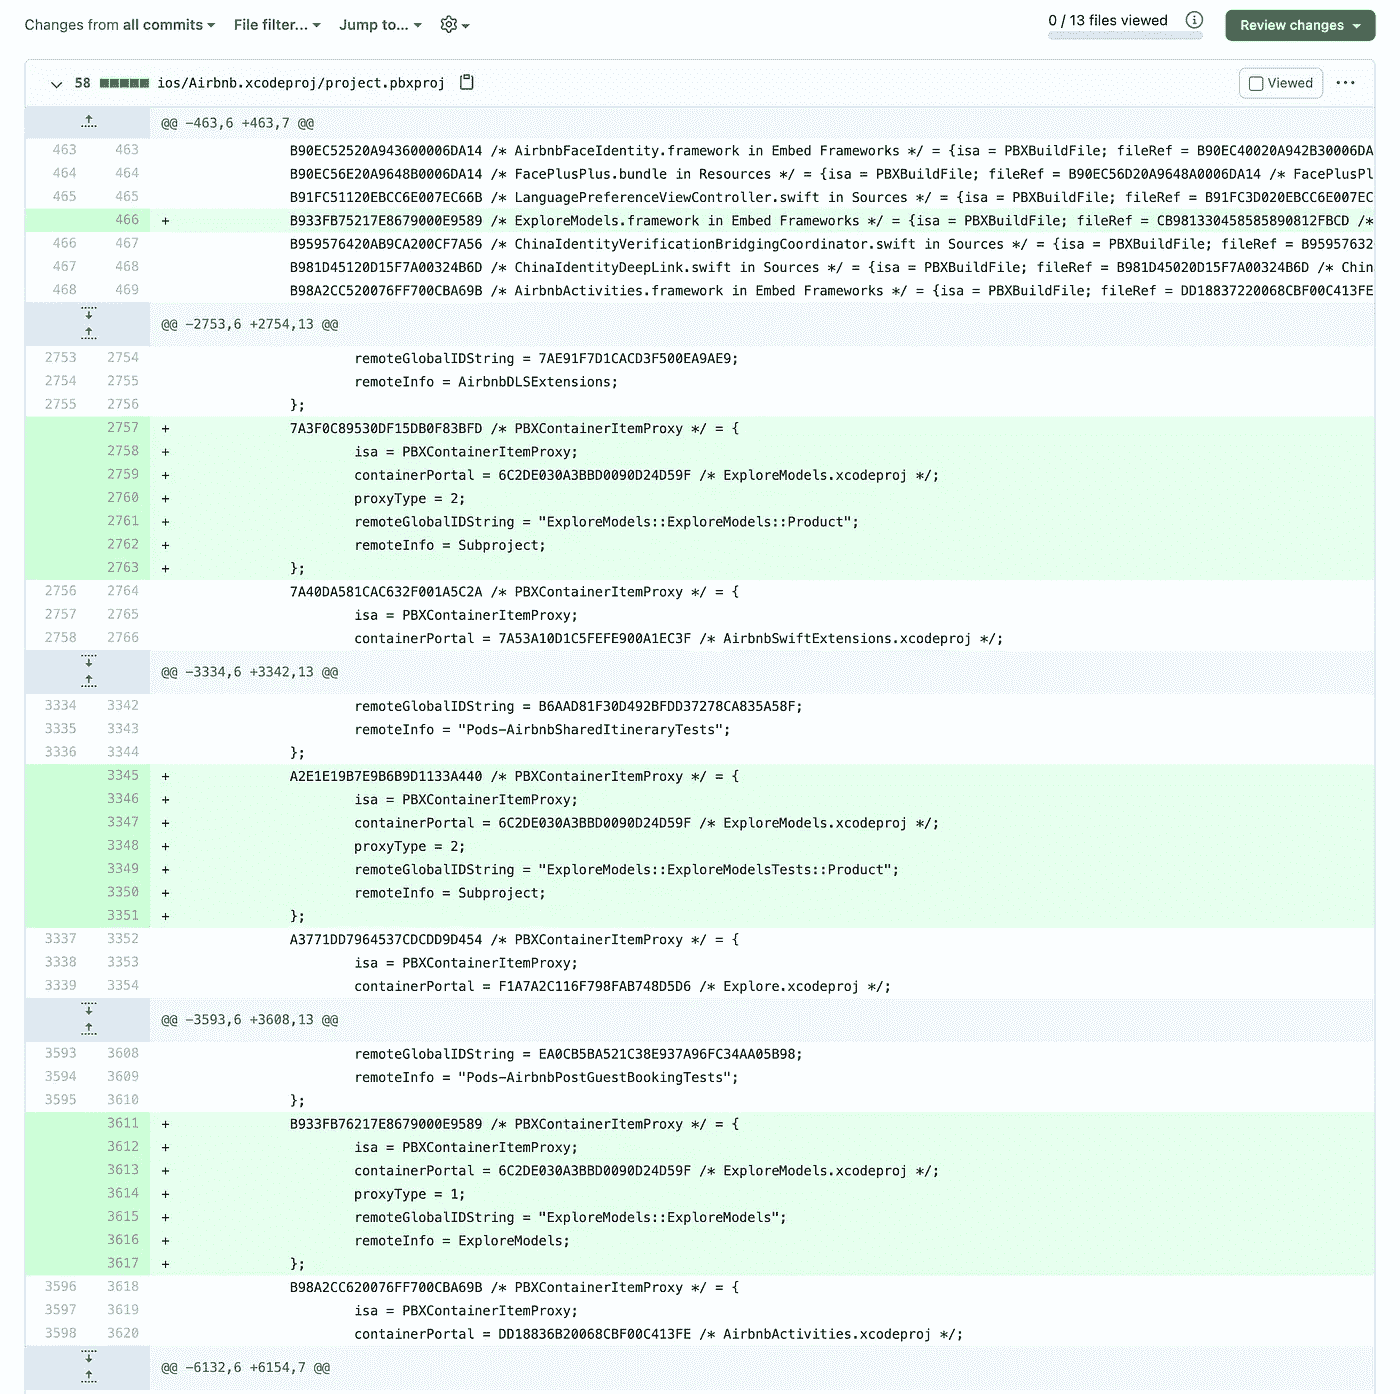 Changes from all commits File filter... Jump to... 0 / 13 files viewed Review changes
58 ios/Airbnb.xcodeproj/project.pbxproj Viewed
@@ -463,6 +463,7 @@
463 463 B90EC52520A943600006DA14 /* AirbnbFaceIdentity.framework in Embed Frameworks */ = {isa = PBXBuildFile; fileRef = B90EC40020A942B30006DA
464 464 B90EC56E20A9648B0006DA14 /* FacePlusPlus.bundle in Resources */ = {isa = PBXBuildFile; fileRef = B90EC56D20A9648A0006DA14 /* FacePlusPl
465 465 B91FC51120EBCC6E007EC66B /* LanguagePreferenceViewController.swift in Sources */ = {isa = PBXBuildFile; fileRef = B91FC3D020EBCC6E007EC
466 + B933FB75217E8679000E9589 /* ExploreModels.framework in Embed Frameworks */ = {isa = PBXBuildFile; fileRef = CB981330458585890812FBCD /*
466 467 B959576420AB9CA200CF7A56 /* ChinaIdentityVerificationBridgingCoordinator.swift in Sources */ = {isa = PBXBuildFile; fileRef = B95957632
467 468 B981D45120D15F7A00324B6D /* ChinaIdentityDeepLink.swift in Sources */ = {isa = PBXBuildFile; fileRef = B981D45020D15F7A00324B6D /* Chin
468 469 B98A2CC520076FF700CBA69B /* AirbnbActivities.framework in Embed Frameworks */ = {isa = PBXBuildFile; fileRef = DD18837220068CBF00C413FE
@@ -2753,6 +2754,13 @@
2753 2754 remoteGlobalIDString = 7AE91F7D1CACD3F500EA9AE9;
2754 2755 remoteInfo = AirbnbDLSExtensions;
2755 2756 };
2757 + 7A3F0C89530DF15DB0F83BFD /* PBXContainerItemProxy */ = {
2758 + isa = PBXContainerItemProxy;
2759 + containerPortal = 6C2DE030A3BBD0090D24D59F /* ExploreModels.xcodeproj */;
2760 + proxyType = 2;
2761 + remoteGlobalIDString = "ExploreModels::ExploreModels::Product";
2762 + remoteInfo = Subproject;
2763 + };
2756 2764 7A40DA581CAC632F001A5C2A /* PBXContainerItemProxy */ = {
2757 2765 isa = PBXContainerItemProxy;
2758 2766 containerPortal = 7A53A10D1C5FEFE900A1EC3F /* AirbnbSwiftExtensions.xcodeproj */;
@@ -3334,6 +3342,13 @@
3334 3342 remoteGlobalIDString = B6AAD81F30D492BFDD37278CA835A58F;
3335 3343 remoteInfo = "Pods-AirbnbSharedItineraryTests";
3336 3344 };
3345 + A2E1E19B7E9B6B9D1133A440 /* PBXContainerItemProxy */ = {
3346 + isa = PBXContainerItemProxy;
3347 + containerPortal = 6C2DE030A3BBD0090D24D59F /* ExploreModels.xcodeproj */;
3348 + proxyType = 2;
3349 + remoteGlobalIDString = "ExploreModels::ExploreModelsTests::Product";
3350 + remoteInfo = Subproject;
3351 + };
3337 3352 A3771DD7964537CDCDD9D454 /* PBXContainerItemProxy */ = {
3338 3353 isa = PBXContainerItemProxy;
3339 3354 containerPortal = F1A7A2C116F798FAB748D5D6 /* Explore.xcodeproj */;
@@ -3593,6 +3608,13 @@
3593 3608 remoteGlobalIDString = EA0CB5BA521C38E937A96FC34AA05B98;
3594 3609 remoteInfo = "Pods-AirbnbPostGuestBookingTests";
3595 3610 };
3611 + B933FB76217E8679000E9589 /* PBXContainerItemProxy */ = {
3612 + isa = PBXContainerItemProxy;
3613 + containerPortal = 6C2DE030A3BBD0090D24D59F /* ExploreModels.xcodeproj */;
3614 + proxyType = 1;
3615 + remoteGlobalIDString = "ExploreModels::ExploreModels";
3616 + remoteInfo = ExploreModels;
3617 + };
3596 3618 B98A2CC620076FF700CBA69B /* PBXContainerItemProxy */ = {
3597 3619 isa = PBXContainerItemProxy;
3598 3620 containerPortal = DD18836B20068CBF00C413FE /* AirbnbActivities.xcodeproj */;
@@ -6132,6 +6154,7 @@